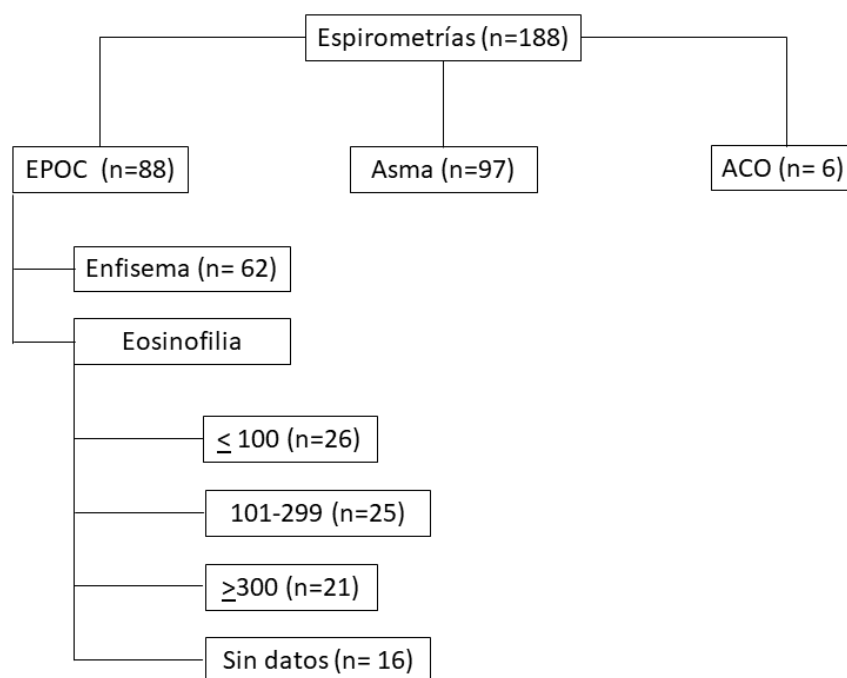 Espirometrías (n=188)
EPOC (n=88)
Asma (n=97)
ACO (n= 6)
Enfisema (n= 62)
Eosinofilia
≤ 100 (n=26)
101-299 (n=25)
≥300 (n=21)
Sin datos (n= 16)